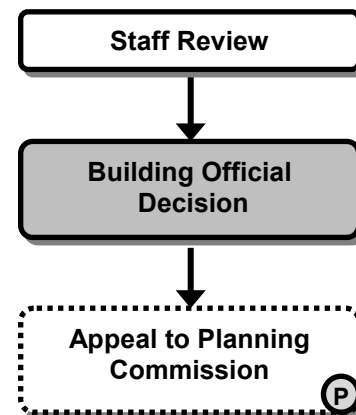 Staff Review
Building Official
Decision
Appeal to Planning
Commission
P